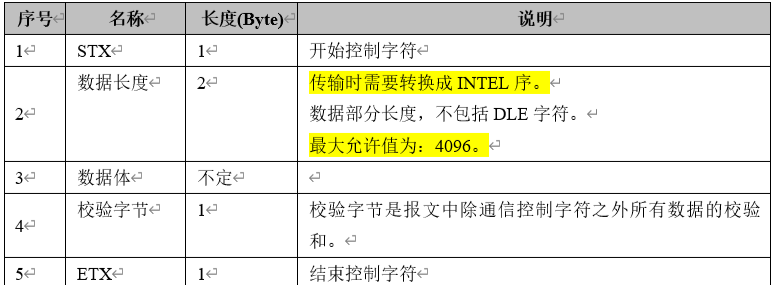 序号 名称 长度(Byte) 说明
1 STX 1 开始控制字符
2 数据长度 2 传输时需要转换成 INTEL 序。
数据部分长度，不包括 DLE 字符。
最大允许值为：4096。
3 数据体 不定
4 校验字节 1 校验字节是报文中除通信控制字符之外所有数据的校验
和。
5 ETX 1 结束控制字符